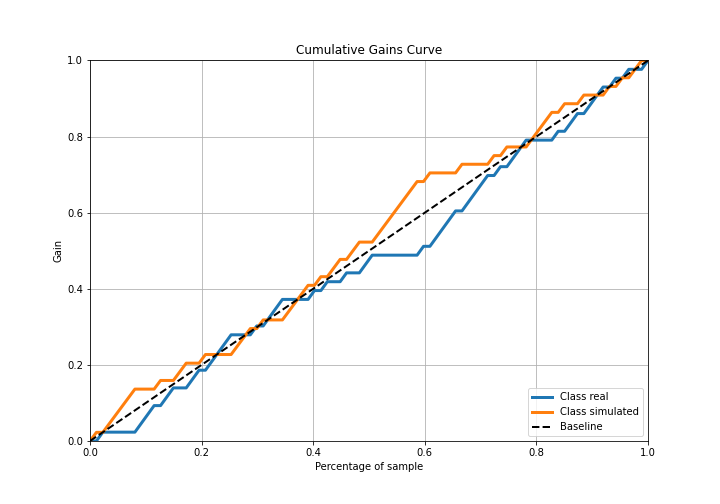 Cumulative Gains Curve
1.0
0.8
0.6
0.4
0.2
0.0
Gain
0.0 0.2 0.4 0.6 0.8 1.0
Percentage of sample
Class real
Class simulated
Baseline